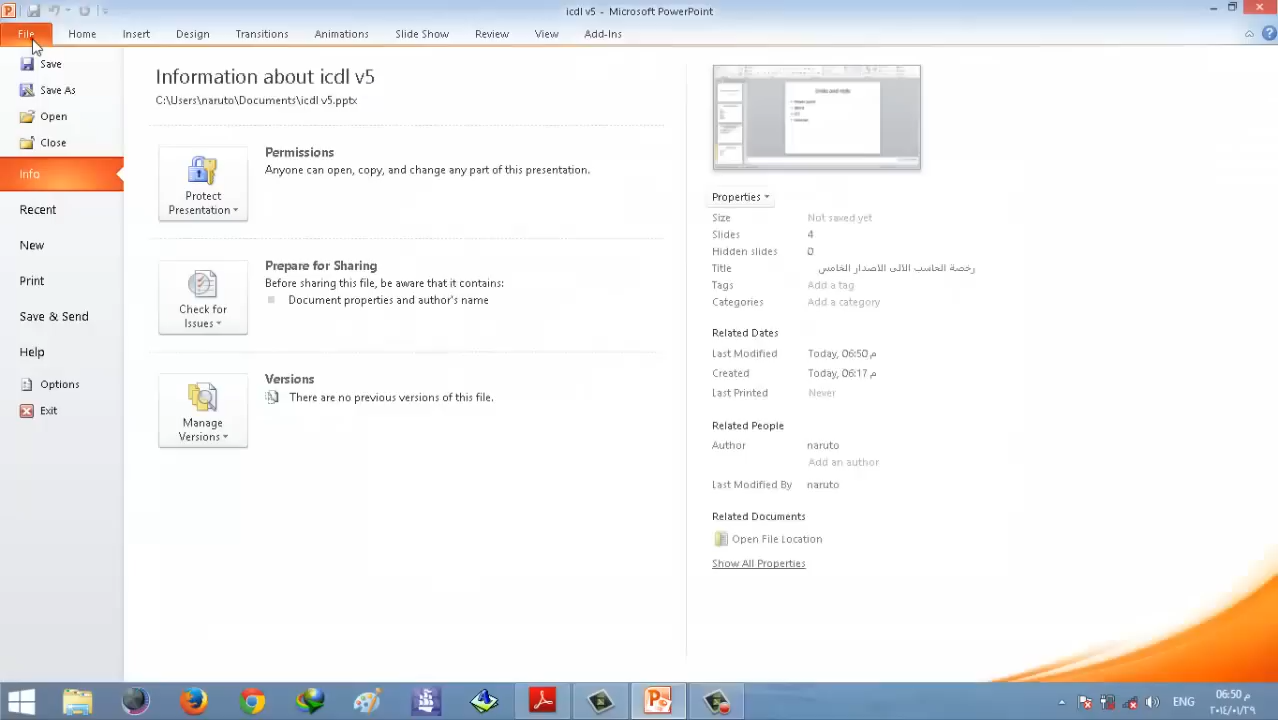 icdl v5 - Microsoft PowerPoint
File Home Insert Design Transitions Animations Slide Show Review View Add-Ins
Save
Save As
Open
Close
Info
Recent
New
Print
Save & Send
Help
Options
Exit
Information about icdl v5
C:\Users\naruto\Documents\icdl v5.pptx
Protect
Presentation
Permissions
Anyone can open, copy, and change any part of this presentation.
Check for
Issues
Prepare for Sharing
Before sharing this file, be aware that it contains:
Document properties and author's name
Manage
Versions
Versions
There are no previous versions of this file.
Properties
Size Not saved yet
Slides 4
Hidden slides 0
Title رخصة الحاسب الالى الاصدار الخامس
Tags Add a tag
Categories Add a category
Related Dates
Last Modified Today, 06:50 م
Created Today, 06:17 م
Last Printed Never
Related People
Author naruto
Add an author
Last Modified By naruto
Related Documents
Open File Location
Show All Properties
ENG
06:50 م
٢٠١٤/٠١/٢٩